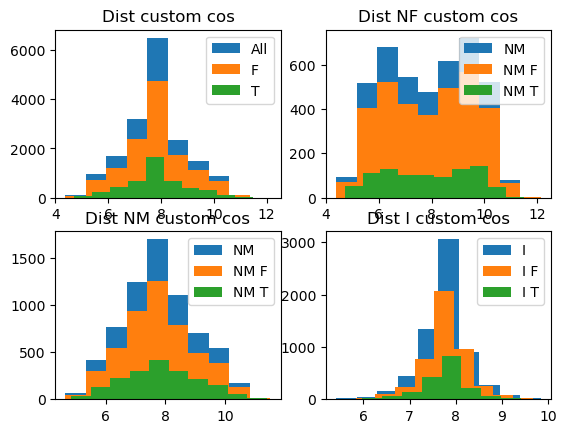 Dist custom cos
All
F
T
0
2000
4000
6000
4
6
8
10
12
Dist NF custom cos
NM
NM F
NM T
0
200
400
600
4
6
8
10
12
Dist NM custom cos
NM
NM F
NM T
0
500
1000
1500
6
8
10
Dist I custom cos
I
I F
I T
0
1000
2000
3000
6
7
8
9
10